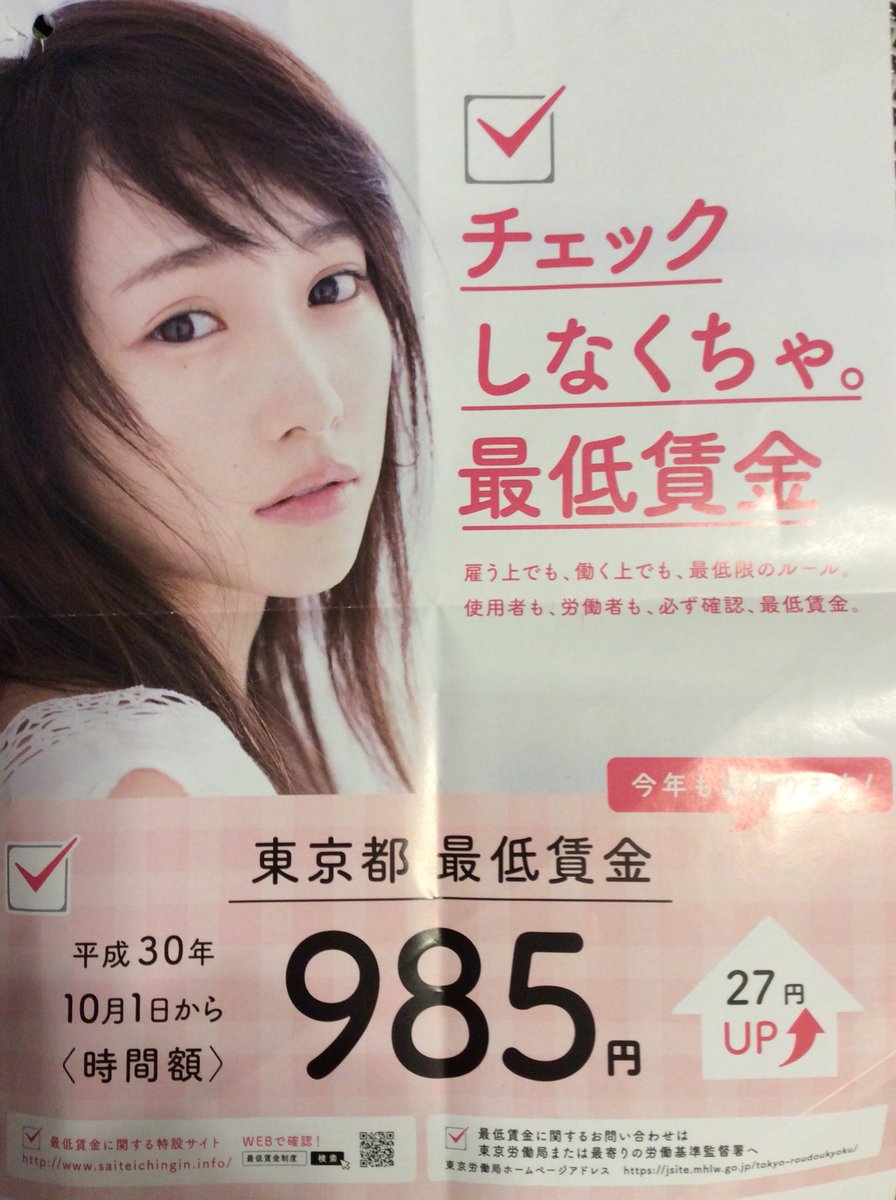 チェック
しなくちゃ。
最低賃金
雇う上でも、働く上でも、最低限のルール。
使用者も、労働者も、必ず確認、最低賃金。
今年も
東京都 最低賃金
平成30年
10月1日から
〈時間額〉
985円
27円
UP
最低賃金に関する特設サイト
http://www.saiteichingin.info/
WEBで確認!
最低賃金制度 検索
最低賃金に関するお問い合わせは
東京労働局または最寄りの労働基準監督署へ
東京労働局ホームページアドレス https://jsite.mhlw.go.jp/tokyo-roudoukyoku/